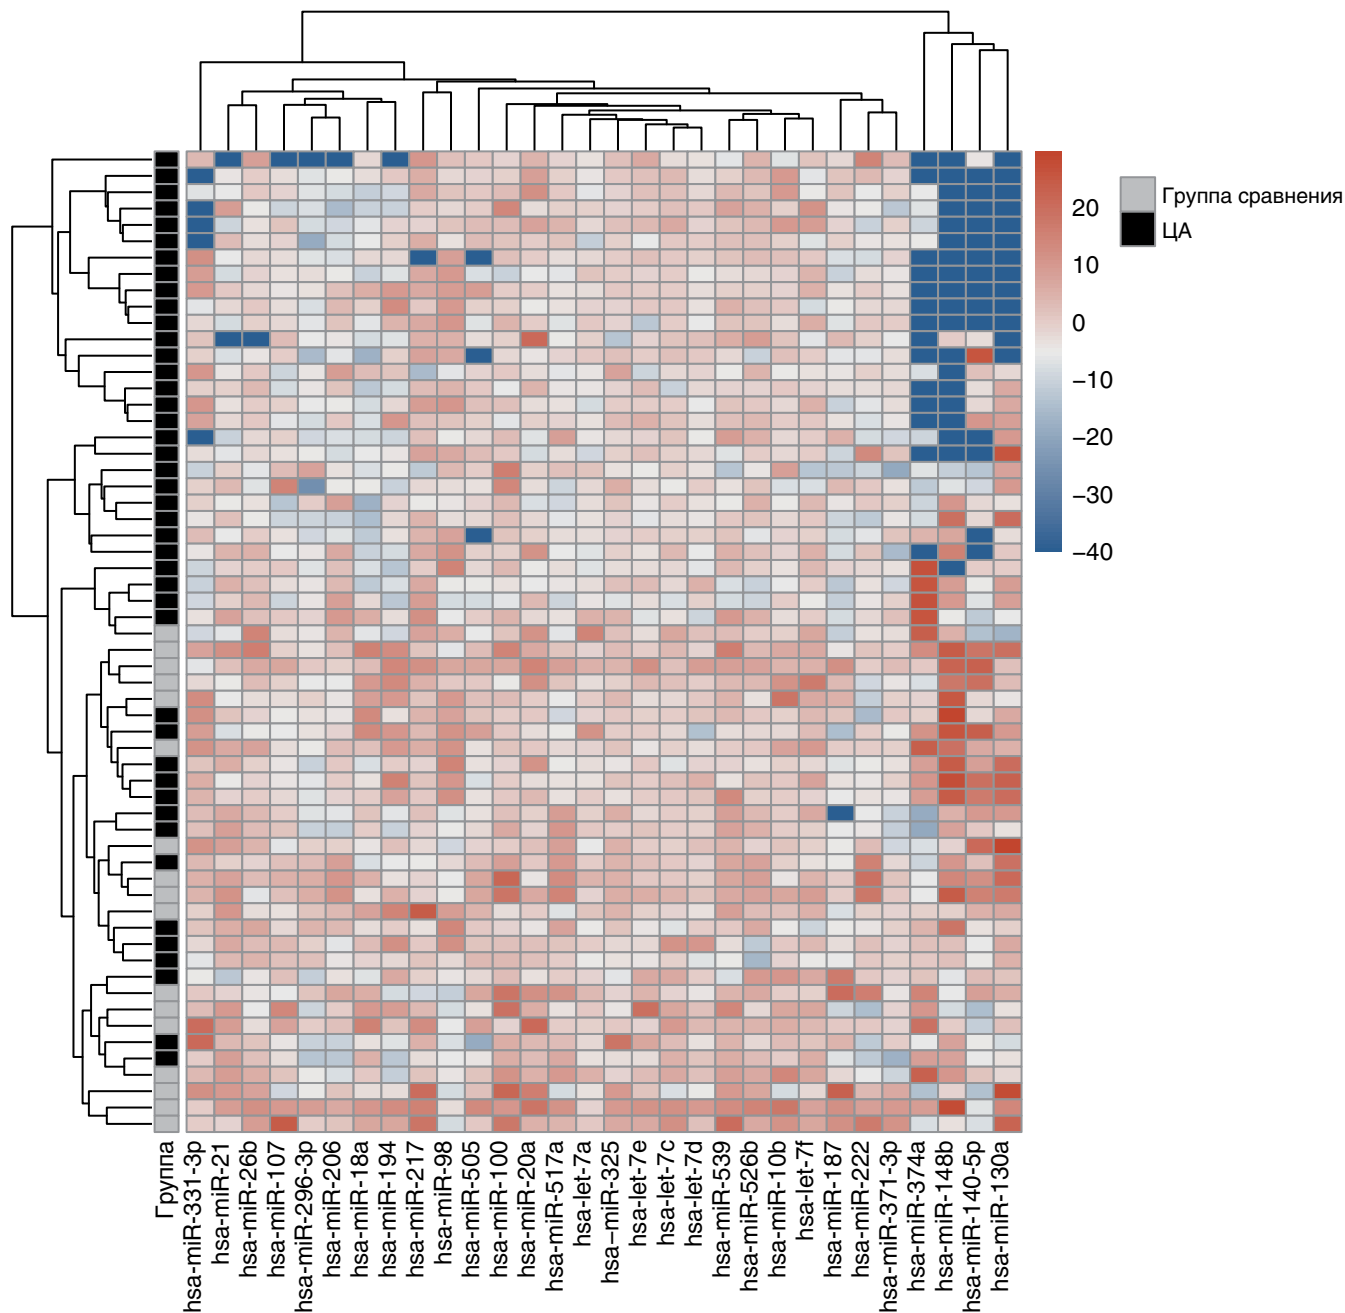 Группа сравнения
ЦА
20
10
0
−10
−20
−30
−40
Группа
hsa-miR-331-3p
hsa-miR-21
hsa-miR-26b
hsa-miR-107
hsa-miR-296-3p
hsa-miR-206
hsa-miR-18a
hsa-miR-194
hsa-miR-217
hsa-miR-98
hsa-miR-505
hsa-miR-100
hsa-miR-20a
hsa-miR-517a
hsa-let-7a
hsa–miR-325
hsa-let-7e
hsa-let-7c
hsa-let-7d
hsa-miR-539
hsa-miR-526b
hsa-miR-10b
hsa-let-7f
hsa-miR-187
hsa-miR-222
hsa-miR-371-3p
hsa-miR-374a
hsa-miR-148b
hsa-miR-140-5p
hsa-miR-130a